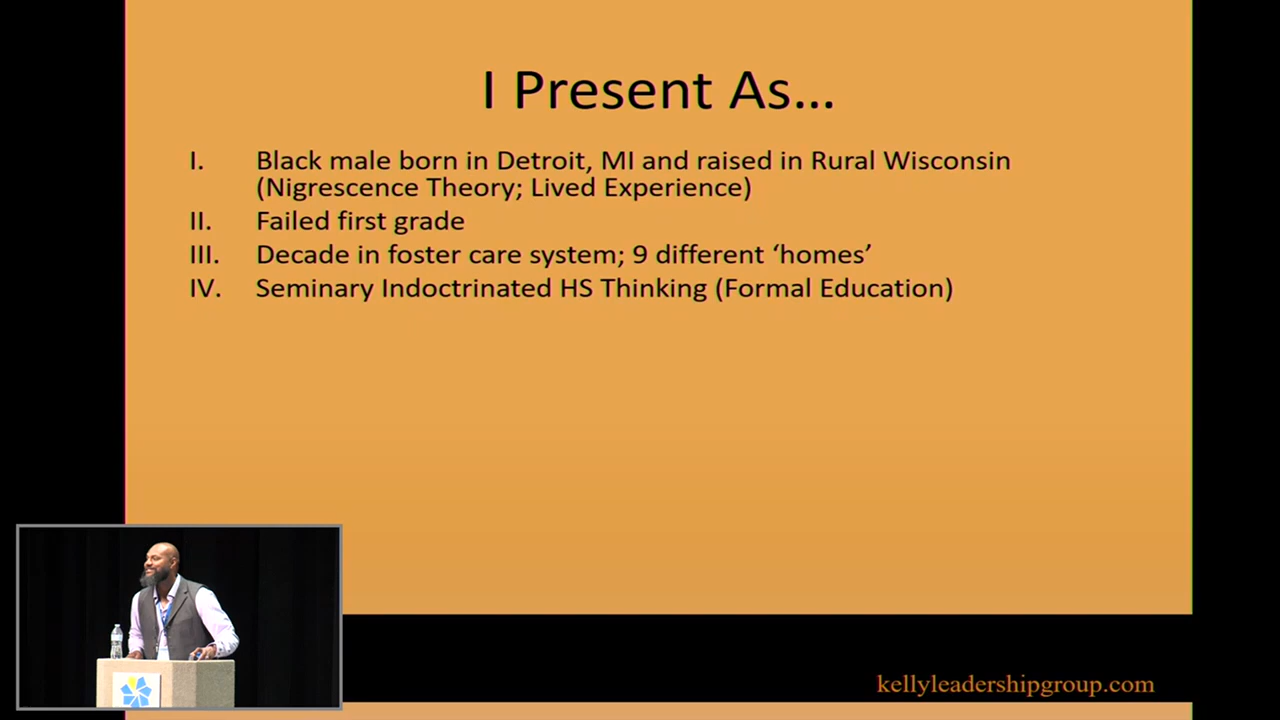 I Present As...
I. Black male born in Detroit, MI and raised in Rural Wisconsin
(Nigrescence Theory; Lived Experience)
II. Failed first grade
III. Decade in foster care system; 9 different ‘homes’
IV. Seminary Indoctrinated HS Thinking (Formal Education)
kellyleadershipgroup.com